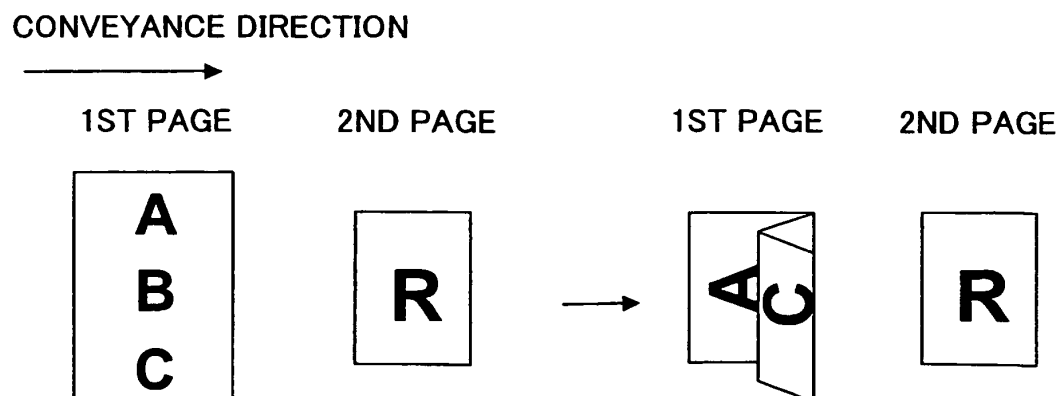 CONVEYANCE DIRECTION
1ST PAGE 2ND PAGE 1ST PAGE 2ND PAGE
A
B
C
R
A
C
R